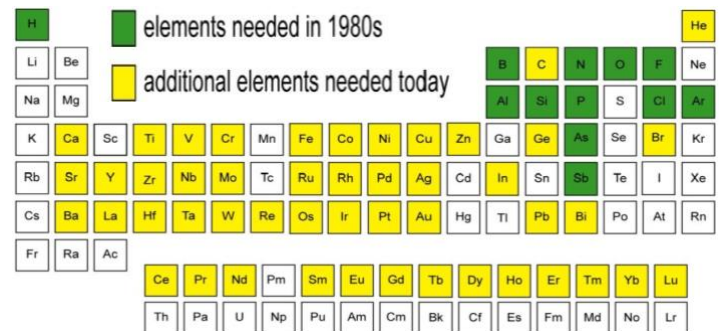 H elements needed in 1980s He
Li Be B C N O F Ne
additional elements needed today
Na Mg Al Si P S Cl Ar
K Ca Sc Ti V Cr Mn Fe Co Ni Cu Zn Ga Ge As Se Br Kr
Rb Sr Y Zr Nb Mo Tc Ru Rh Pd Ag Cd In Sn Sb Te I Xe
Cs Ba La Hf Ta W Re Os Ir Pt Au Hg Tl Pb Bi Po At Rn
Fr Ra Ac
Ce Pr Nd Pm Sm Eu Gd Tb Dy Ho Er Tm Yb Lu
Th Pa U Np Pu Am Cm Bk Cf Es Fm Md No Lr